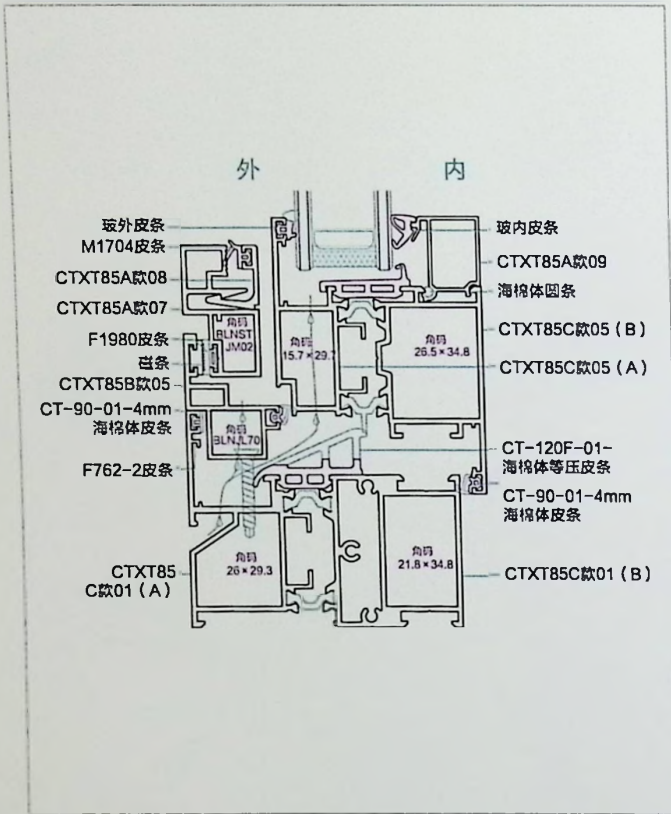 外
内
玻外皮条
M1704皮条
CTXT85A款08
CTXT85A款07
F1980皮条
磁条
CTXT85B款05
CT-90-01-4mm
海棉体皮条
F762-2皮条
CTXT85
C款01（A）
角码
BLNST
JM02
角码
15.7×29.7
角码
26.5×34.8
角码
BLNJL70
角码
26×29.3
角码
21.8×34.8
玻内皮条
CTXT85A款09
海棉体圆条
CTXT85C款05（B）
CTXT85C款05（A）
CT-120F-01-
海棉体等压皮条
CT-90-01-4mm
海棉体皮条
CTXT85C款01（B）